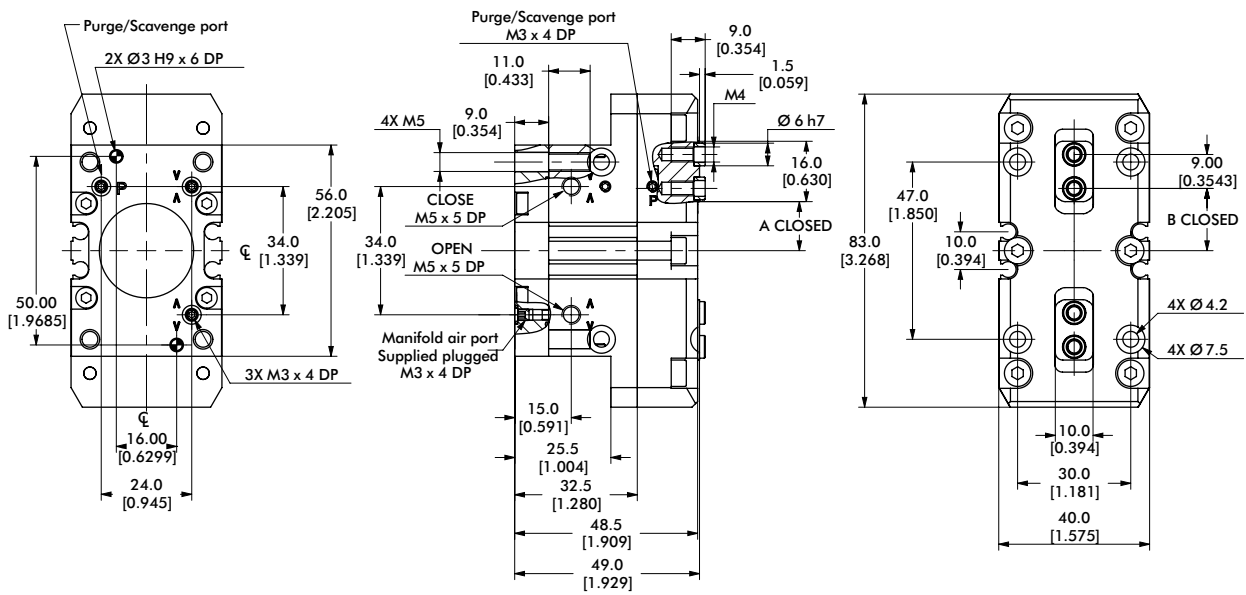 Purge/Scavenge port
2X Ø3 H9 x 6 DP
P
56.0
[2.205]
34.0
[1.339]
℄
50.00
[1.9685]
3X M3 x 4 DP
℄
16.00
[0.6299]
24.0
[0.945]
Purge/Scavenge port
M3 x 4 DP
9.0
[0.354]
11.0
[0.433]
1.5
[0.059]
M4
9.0
[0.354]
4X M5
Ø 6 h7
16.0
[0.630]
P
CLOSE
M5 x 5 DP
A CLOSED
34.0
[1.339]
OPEN
M5 x 5 DP
Manifold air port
Supplied plugged
M3 x 4 DP
15.0
[0.591]
25.5
[1.004]
32.5
[1.280]
48.5
[1.909]
49.0
[1.929]
83.0
[3.268]
47.0
[1.850]
10.0
[0.394]
9.00
[0.3543]
B CLOSED
4X Ø 4.2
4X Ø 7.5
10.0
[0.394]
30.0
[1.181]
40.0
[1.575]